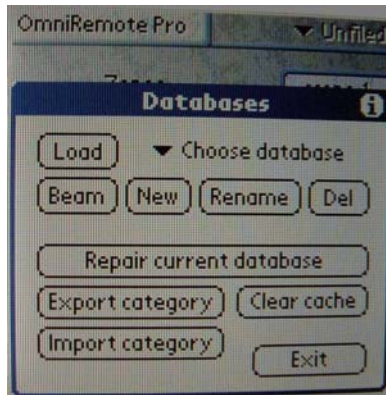 OmniRemote Pro Unfiled
Databases
Load Choose database
Beam New Rename Del
Repair current database
Export category Clear cache
Import category
Exit